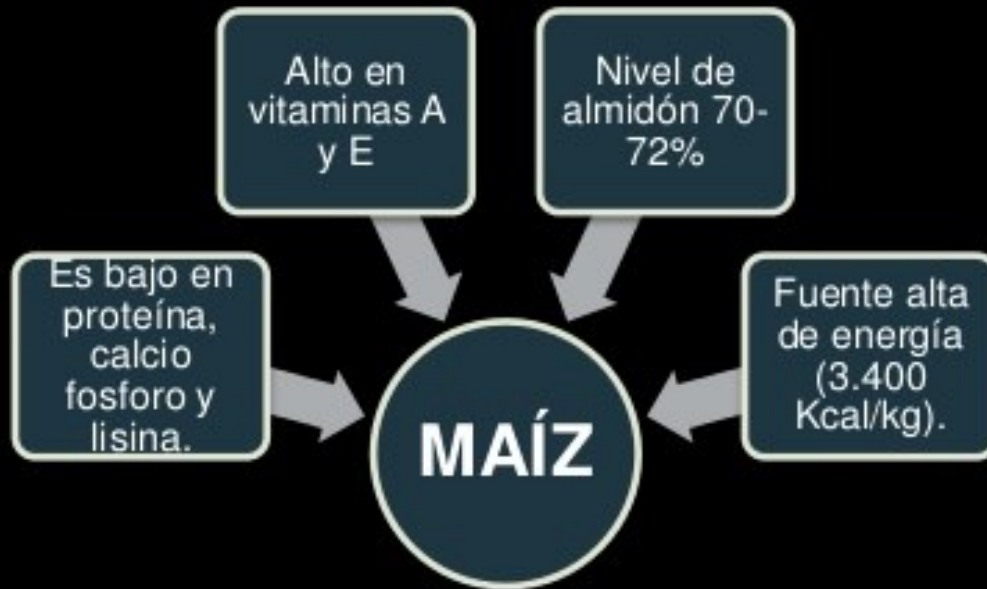 Es bajo en
proteína,
calcio
fosforo y
lisina.
Alto en
vitaminas A
y E
Nivel de
almidón 70-
72%
Fuente alta
de energía
(3.400
Kcal/kg).
MAÍZ